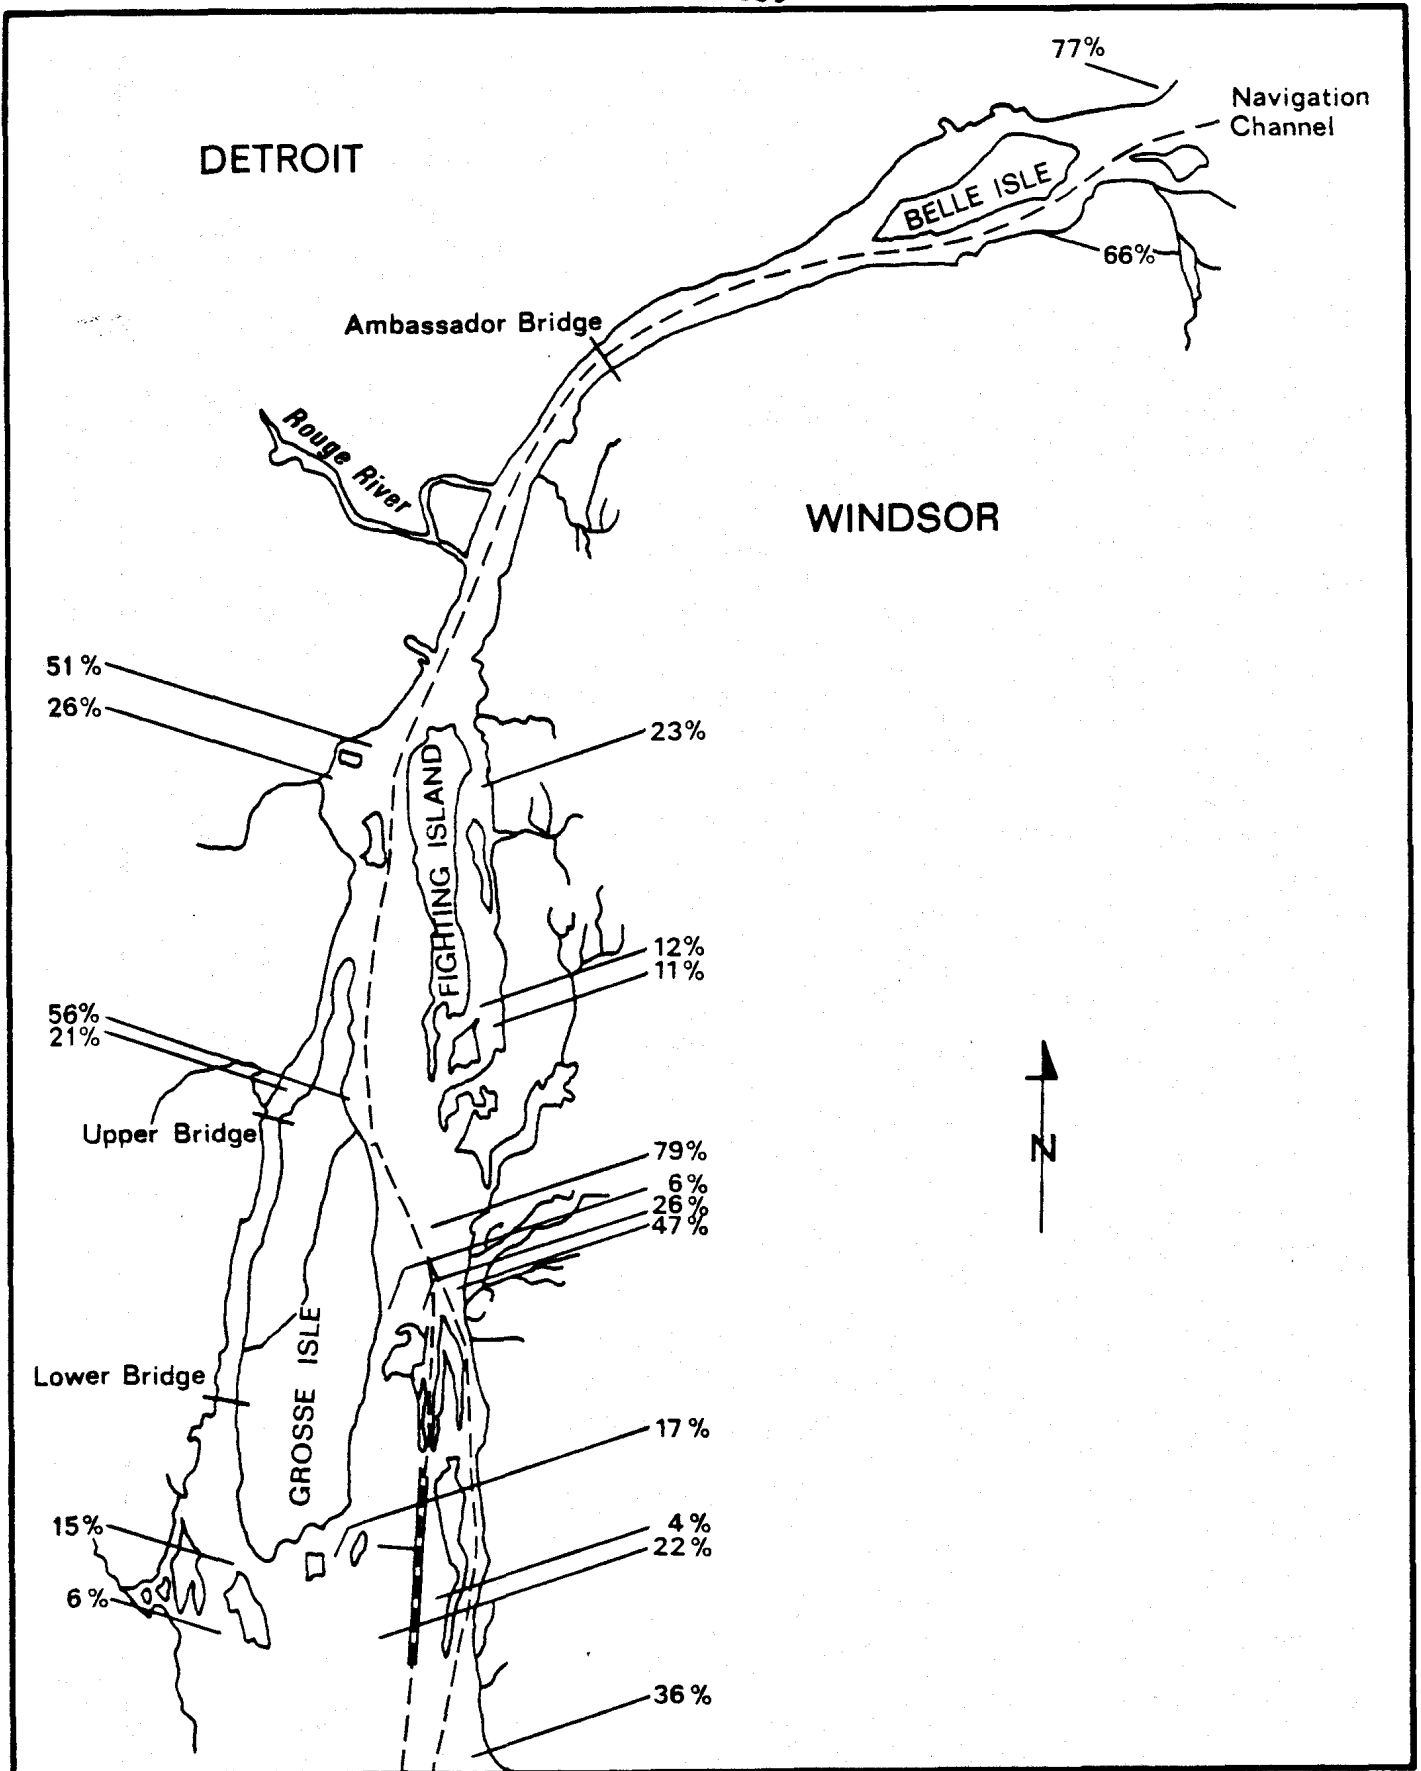 77%
Navigation
Channel
DETROIT
BELLE ISLE
66%
Ambassador Bridge
Rouge River
WINDSOR
51%
26%
23%
FIGHTING ISLAND
12%
11%
56%
21%
Upper Bridge
79%
6%
26%
47%
N
GROSSE ISLE
Lower Bridge
17%
15%
4%
22%
6%
36%